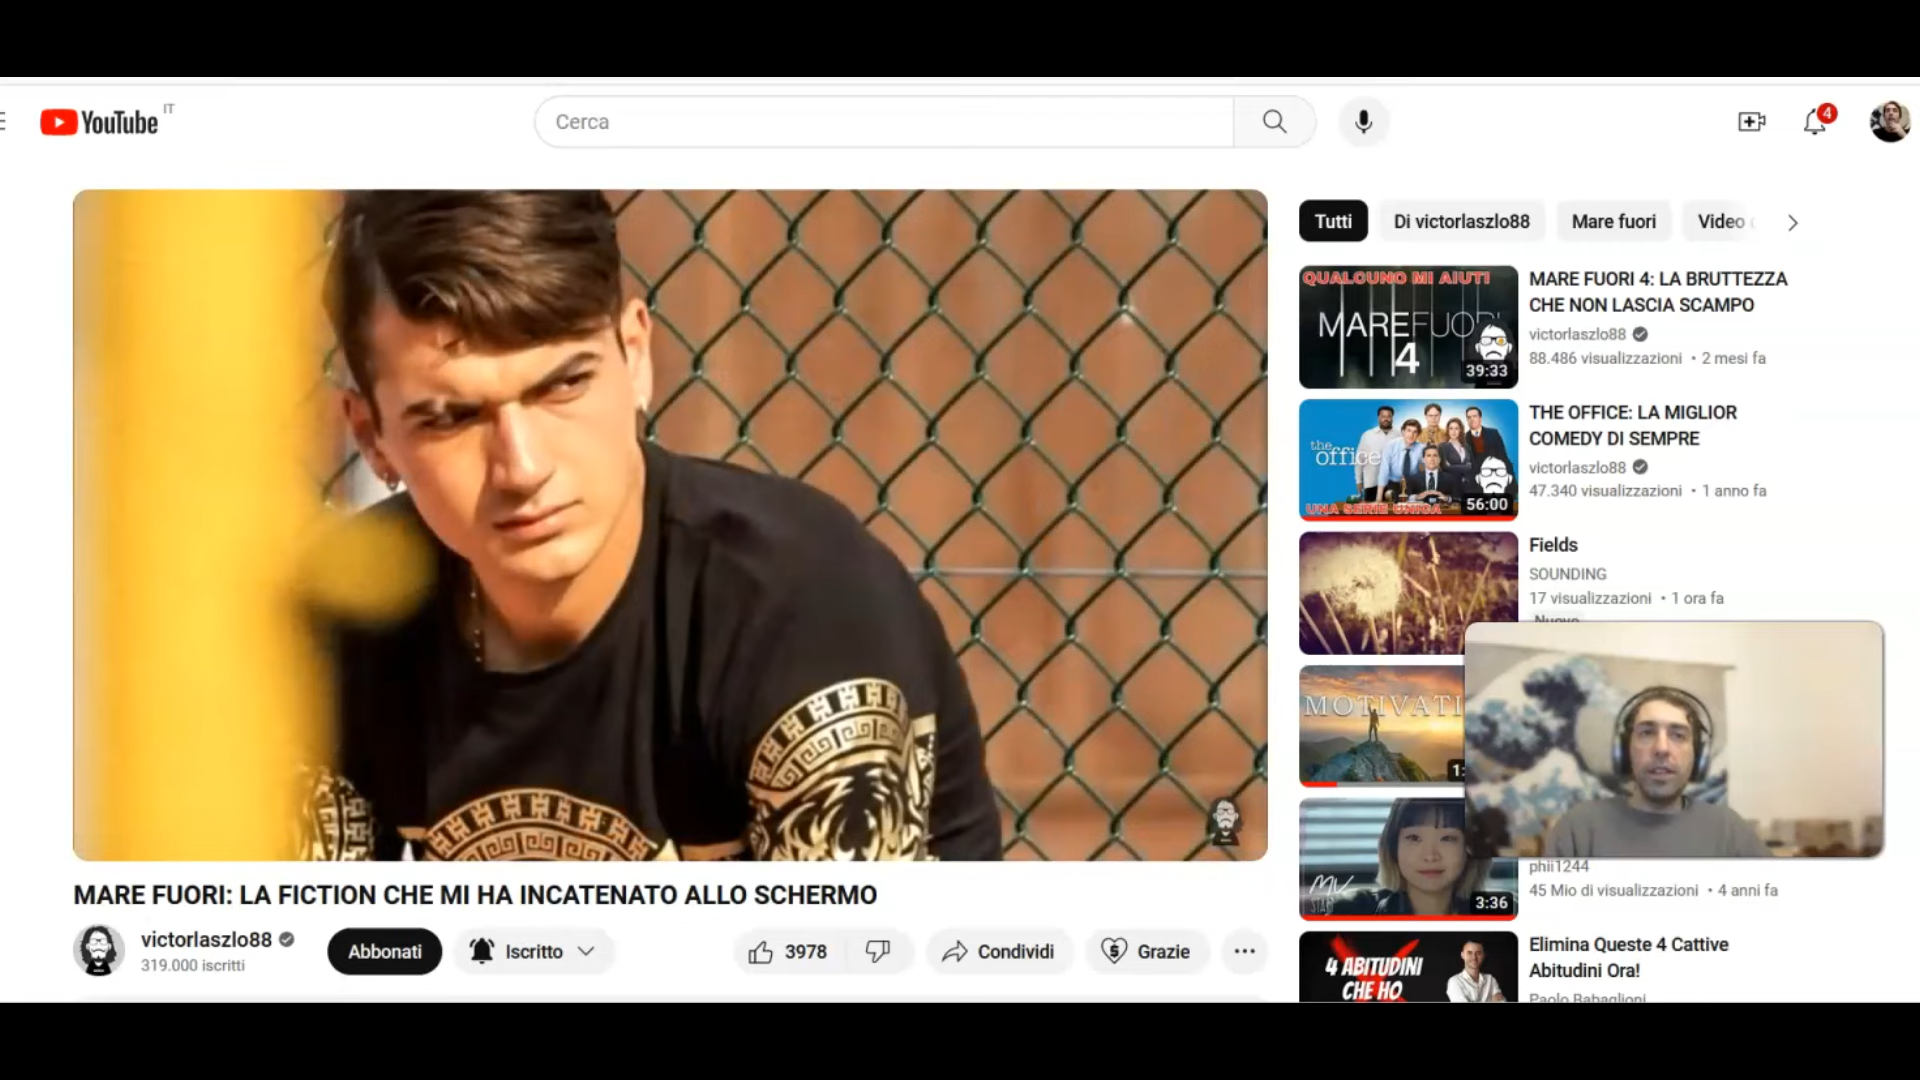 YouTube IT
Cerca
4
Tutti
Di victorlaszlo88
Mare fuori
Video
QUALCUNO MI AIUTI
MAREFUORI
4
39:33
MARE FUORI 4: LA BRUTTEZZA
CHE NON LASCIA SCAMPO
victorlaszlo88
88.486 visualizzazioni • 2 mesi fa
the
office
UNA SERIE UNICA
56:00
THE OFFICE: LA MIGLIOR
COMEDY DI SEMPRE
victorlaszlo88
47.340 visualizzazioni • 1 anno fa
Fields
SOUNDING
17 visualizzazioni • 1 ora fa
Nuovo
MOTIVATI
1:
MV
3:36
phii1244
45 Mio di visualizzazioni • 4 anni fa
4 ABITUDINI
CHE HO
Elimina Queste 4 Cattive
Abitudini Ora!
Paolo Babaglioni
MARE FUORI: LA FICTION CHE MI HA INCATENATO ALLO SCHERMO
victorlaszlo88
319.000 iscritti
Abbonati
Iscritto
3978
Condividi
Grazie